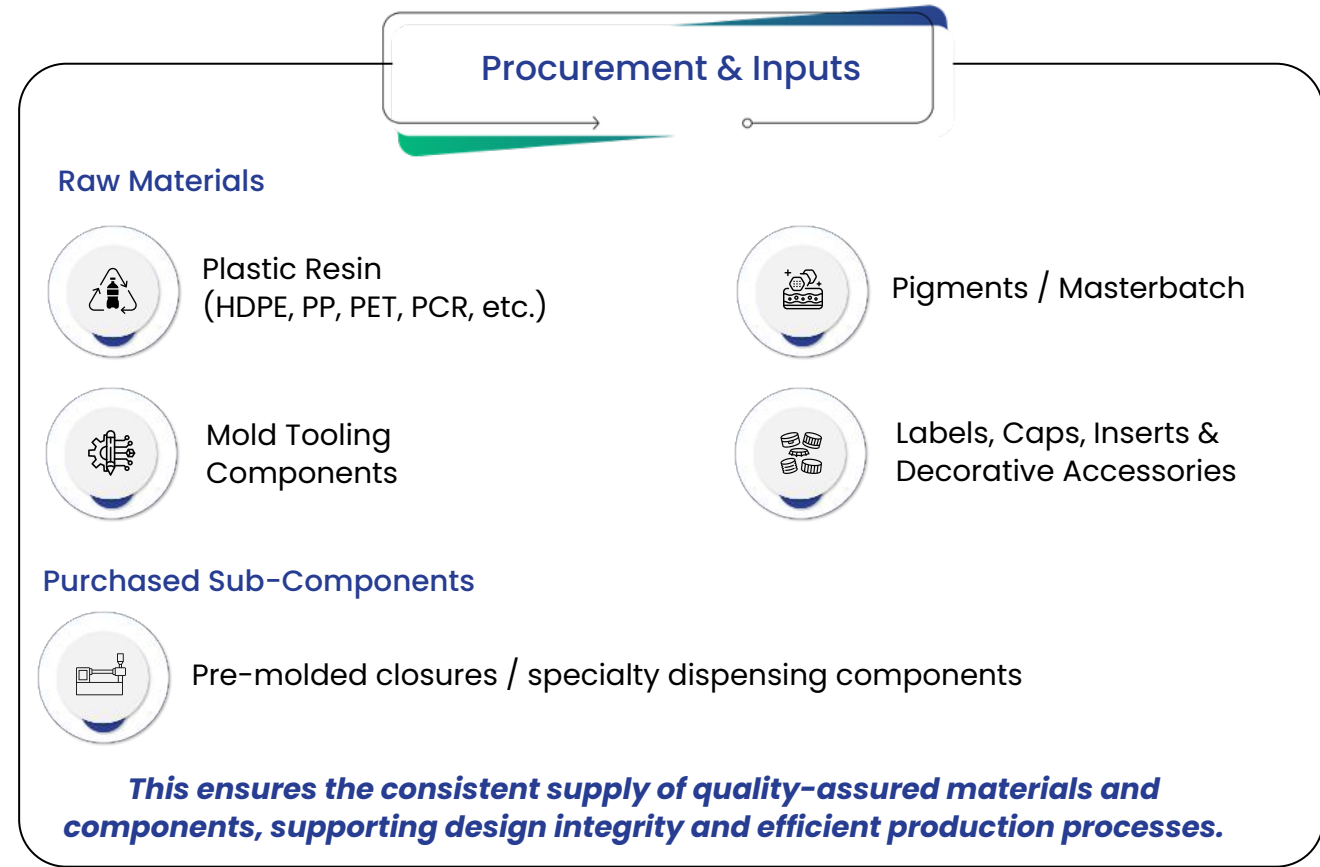 Procurement & Inputs
Raw Materials
Plastic Resin
(HDPE, PP, PET, PCR, etc.)
Pigments / Masterbatch
Mold Tooling
Components
Labels, Caps, Inserts &
Decorative Accessories
Purchased Sub-Components
Pre-molded closures / specialty dispensing components
This ensures the consistent supply of quality-assured materials and
components, supporting design integrity and efficient production processes.